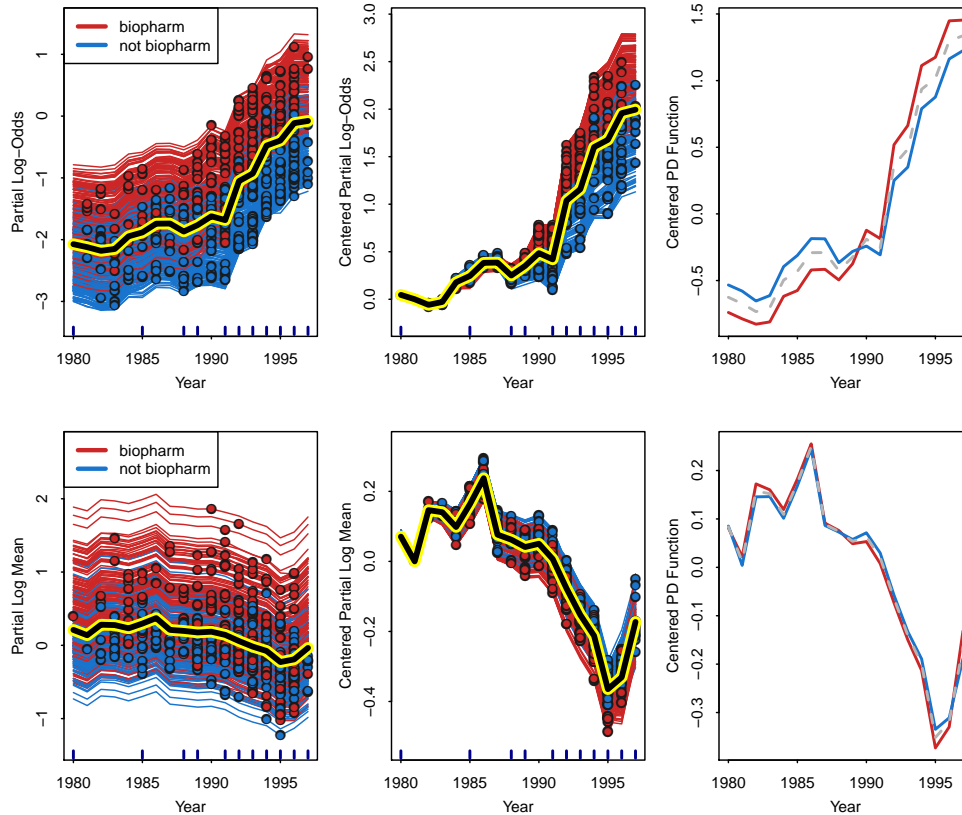 biopharm
not biopharm
Partial Log−Odds
1
0
−1
−2
−3
1980 1985 1990 1995
Year
Centered Partial Log−Odds
3.0
2.5
2.0
1.5
1.0
0.5
0.0
1980 1985 1990 1995
Year
Centered PD Function
1.5
1.0
0.5
0.0
−0.5
1980 1985 1990 1995
Year
biopharm
not biopharm
Partial Log Mean
2
1
0
−1
1980 1985 1990 1995
Year
Centered Partial Log Mean
0.2
0.0
−0.2
−0.4
1980 1985 1990 1995
Year
Centered PD Function
0.2
0.1
0.0
−0.1
−0.3
1980 1985 1990 1995
Year